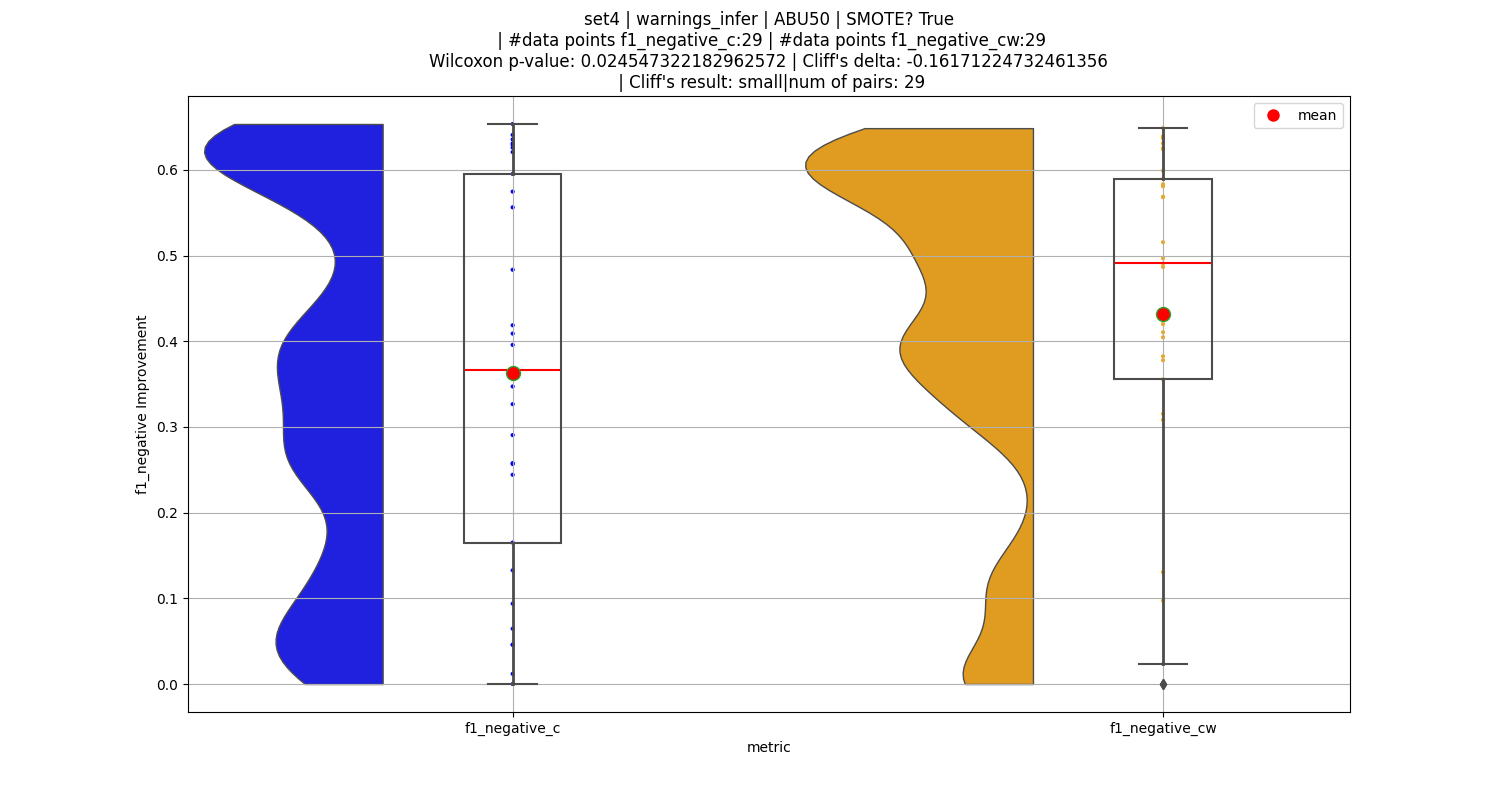 set4 | warnings_infer | ABU50 | SMOTE? True
| #data points f1_negative_c:29 | #data points f1_negative_cw:29
Wilcoxon p-value: 0.024547322182962572 | Cliff's delta: -0.16171224732461356
| Cliff's result: small|num of pairs: 29
mean
0.6
0.5
0.4
0.3
0.2
0.1
0.0
f1_negative Improvement
f1_negative_c
f1_negative_cw
metric